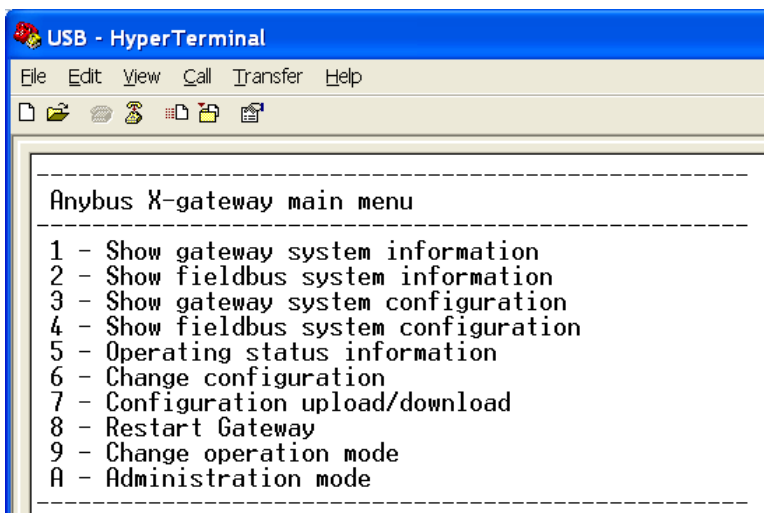 USB - HyperTerminal
File Edit View Call Transfer Help
Anybus X-gateway main menu
1 - Show gateway system information
2 - Show fieldbus system information
3 - Show gateway system configuration
4 - Show fieldbus system configuration
5 - Operating status information
6 - Change configuration
7 - Configuration upload/download
8 - Restart Gateway
9 - Change operation mode
A - Administration mode